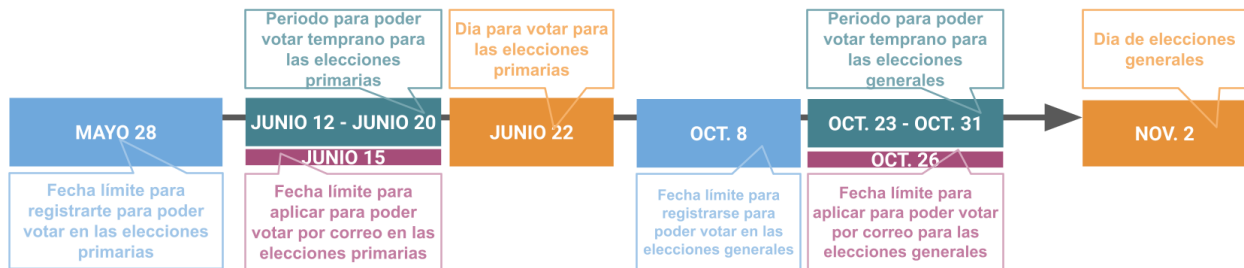 Periodo para poder
votar temprano para
las elecciones
primarias
Dia para votar para
las elecciones
primarias
Periodo para poder
votar temprano para
las elecciones
generales
Dia de elecciones
generales
MAYO 28
JUNIO 12 - JUNIO 20
JUNIO 15
JUNIO 22
OCT. 8
OCT. 23 - OCT. 31
OCT. 26
NOV. 2
Fecha límite para
registrarte para poder
votar en las elecciones
primarias
Fecha límite para
aplicar para poder
votar por correo en las
elecciones primarias
Fecha límite para
registrarse para
poder votar en las
elecciones generales
Fecha límite para
aplicar para poder votar
por correo para las
elecciones generales